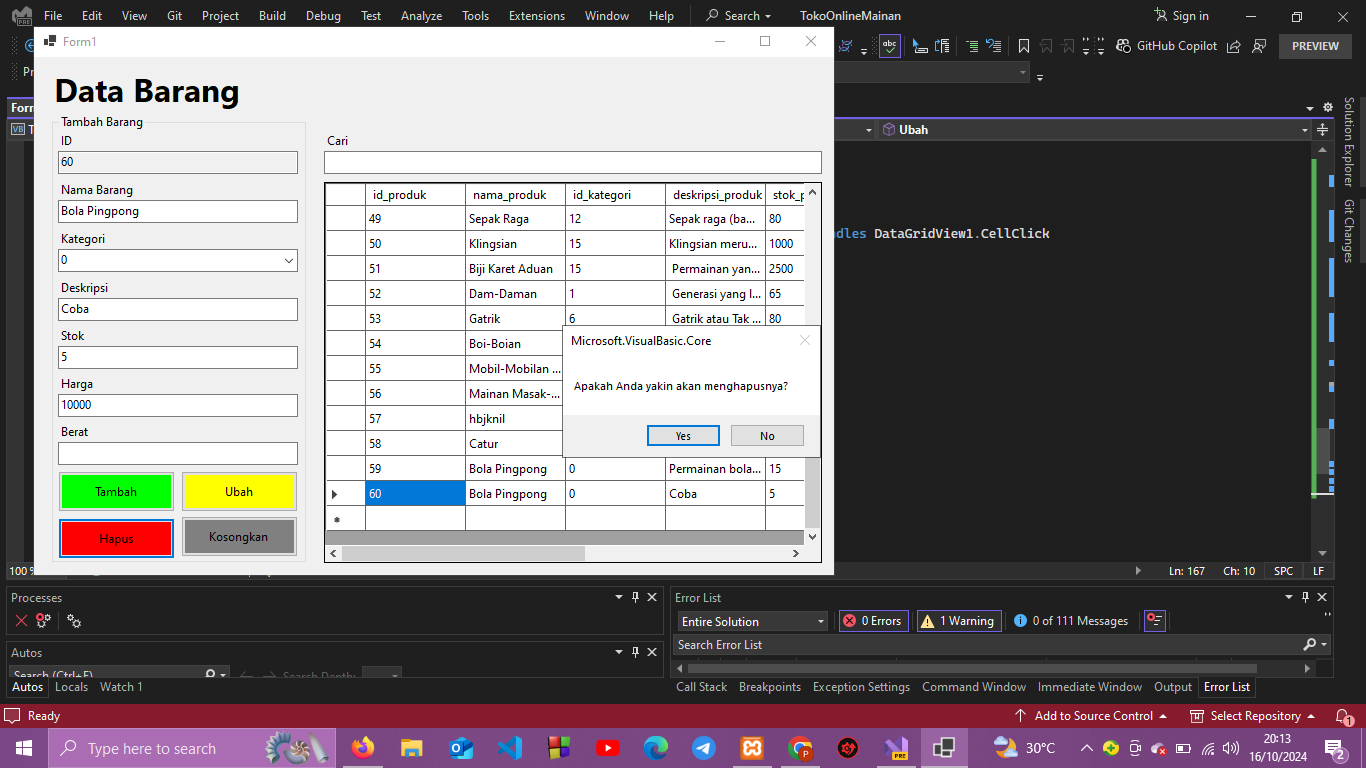 File Edit View Git Project Build Debug Test Analyze Tools Extensions Window Help Search TokoOnlineMainan Sign in
PRE
Form1
abc
GitHub Copilot
PREVIEW
Data Barang
Tambah Barang
ID
60
Nama Barang
Bola Pingpong
Kategori
0
Deskripsi
Coba
Stok
5
Harga
10000
Berat
Tambah Ubah
Hapus Kosongkan
Cari
id_produk nama_produk id_kategori deskripsi_produk stok_p
49 Sepak Raga 12 Sepak raga (ba... 80
50 Klingsian 15 Klingsian meru... 1000
51 Biji Karet Aduan 15 Permainan yan... 2500
52 Dam-Daman 1 Generasi yang l... 65
53 Gatrik 6 Gatrik atau Tak ... 80
54 Boi-Boian
55 Mobil-Mobilan ...
56 Mainan Masak-...
57 hbjknil
58 Catur
59 Bola Pingpong 0 Permainan bola... 15
60 Bola Pingpong 0 Coba 5
Microsoft.VisualBasic.Core
Apakah Anda yakin akan menghapusnya?
Yes No
Ubah
ndles DataGridView1.CellClick
Solution Explorer
Git Changes
100 %
Ln: 167 Ch: 10 SPC LF
Processes
Autos
Search (Ctrl+E)
Search Depth:
Autos Locals Watch 1
Error List
Entire Solution 0 Errors 1 Warning 0 of 111 Messages
Search Error List
Call Stack Breakpoints Exception Settings Command Window Immediate Window Output Error List
Ready
Add to Source Control Select Repository 1
Type here to search
30°C
20:13
16/10/2024
2